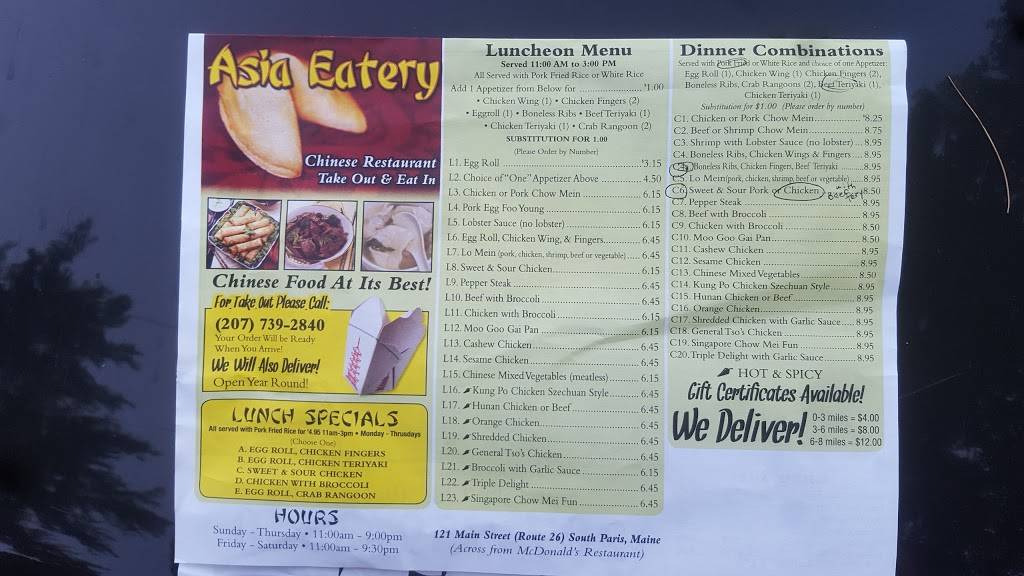 Asia Eatery
Chinese Restaurant
Take Out & Eat In
Chinese Food At Its Best!
For Take Out Please Call:
(207) 739-2840
Your Order Will be Ready
When You Arrive!
We Will Also Deliver!
Open Year Round!
LUNCH SPECIALS
All served with Pork Fried Rice for $4.95 11am-3pm • Monday - Thrusdays
(Choose One)
A. EGG ROLL, CHICKEN FINGERS
B. EGG ROLL, CHICKEN TERIYAKI
C. SWEET & SOUR CHICKEN
D. CHICKEN WITH BROCCOLI
E. EGG ROLL, CRAB RANGOON
HOURS
Sunday - Thursday • 11:00am - 9:00pm
Friday - Saturday • 11:00am - 9:30pm
Luncheon Menu
Served 11:00 AM to 3:00 PM
All Served with Pork Fried Rice or White Rice
Add 1 Appetizer from Below for ..................... $1.00
• Chicken Wing (1) • Chicken Fingers (2)
• Eggroll (1) • Boneless Ribs • Beef Teriyaki (1)
• Chicken Teriyaki (1) • Crab Rangoon (2)
SUBSTITUTION FOR 1.00
(Please Order by Number)
L1. Egg Roll ..................... $3.15
L2. Choice of "One" Appetizer Above ........... 4.50
L3. Chicken or Pork Chow Mein ................. 6.15
L4. Pork Egg Foo Young ......................... 6.15
L5. Lobster Sauce (no lobster) .................... 6.15
L6. Egg Roll, Chicken Wing, & Fingers .......... 6.45
L7. Lo Mein (pork, chicken, shrimp, beef or vegetable) ..... 6.45
L8. Sweet & Sour Chicken ....................... 6.15
L9. Pepper Steak ................................. 6.45
L10. Beef with Broccoli .......................... 6.45
L11. Chicken with Broccoli ...................... 6.15
L12. Moo Goo Gai Pan .......................... 6.15
L13. Cashew Chicken ........................... 6.45
L14. Sesame Chicken ........................... 6.45
L15. Chinese Mixed Vegetables (meatless) ........ 6.15
L16. Kung Po Chicken Szechuan Style ......... 6.45
L17. Hunan Chicken or Beef ................... 6.45
L18. Orange Chicken .......................... 6.45
L19. Shredded Chicken ........................ 6.45
L20. General Tso's Chicken .................... 6.45
L21. Broccoli with Garlic Sauce ................ 6.15
L22. Triple Delight ............................ 6.45
L23. Singapore Chow Mei Fun ................. 6.45
121 Main Street (Route 26) South Paris, Maine
(Across from McDonald's Restaurant)
Dinner Combinations
Served with Pork Fried or White Rice and choice of one Appetizer:
Egg Roll (1), Chicken Wing (1) Chicken Fingers (2),
Boneless Ribs, Crab Rangoons (2), Beef Teriyaki (1),
Chicken Teriyaki (1)
Substitution for $1.00 (Please order by number)
C1. Chicken or Pork Chow Mein ............... $8.25
C2. Beef or Shrimp Chow Mein ................. 8.75
C3. Shrimp with Lobster Sauce (no lobster) .... 8.95
C4. Boneless Ribs, Chicken Wings & Fingers .... 8.95
C4a. Boneless Ribs, Chicken Fingers, Beef Teriyaki ........ 8.95
C5. Lo Mein (pork, chicken, shrimp, beef or vegetable) ..... 8.95
C6. Sweet & Sour Pork or Chicken with Beef ter 8.50
C7. Pepper Steak ............................... 8.95
C8. Beef with Broccoli .......................... 8.95
C9. Chicken with Broccoli ....................... 8.50
C10. Moo Goo Gai Pan .......................... 8.50
C11. Cashew Chicken ........................... 8.95
C12. Sesame Chicken ........................... 8.95
C13. Chinese Mixed Vegetables .................. 8.50
C14. Kung Po Chicken Szechuan Style ........... 8.95
C15. Hunan Chicken or Beef .................... 8.95
C16. Orange Chicken ........................... 8.95
C17. Shredded Chicken with Garlic Sauce ....... 8.95
C18. General Tso's Chicken ..................... 8.95
C19. Singapore Chow Mei Fun .................. 8.95
C20. Triple Delight with Garlic Sauce ........... 8.95
HOT & SPICY
Gift Certificates Available!
We Deliver!
0-3 miles = $4.00
3-6 miles = $8.00
6-8 miles = $12.00